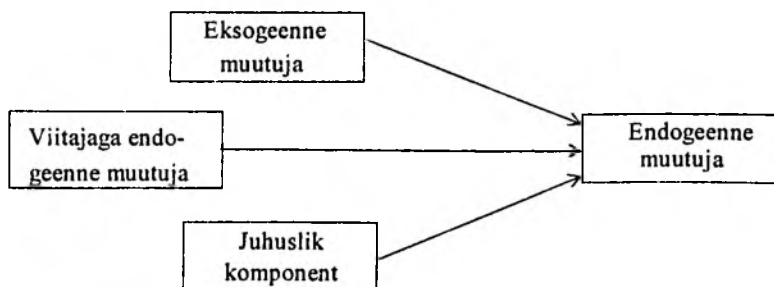 Eksogeenne
muutuja
Viitajaga endo-
geenne muutuja
Endogeenne
muutuja
Juhuslik
komponent